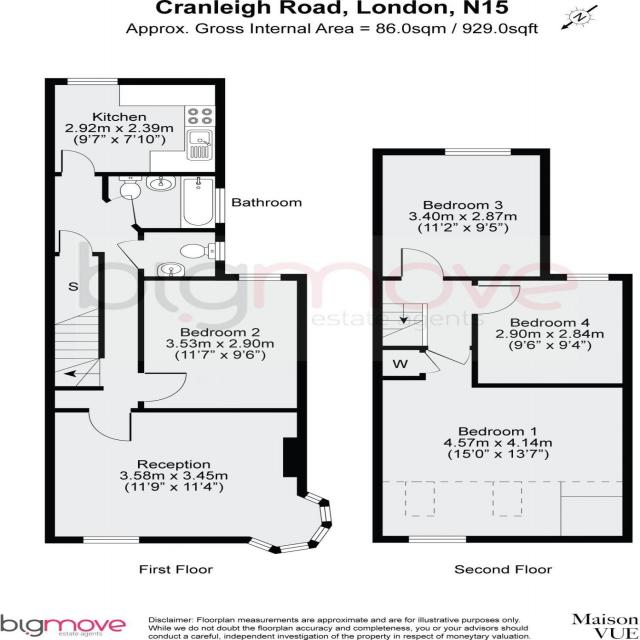 Cranleigh Road, London, N15
Approx. Gross Internal Area = 86.0sqm / 929.0sqft
N
Kitchen
2.92m x 2.39m
(9'7" x 7'10")
Bathroom
S
Bedroom 2
3.53m x 2.90m
(11'7" x 9'6")
Reception
3.58m x 3.45m
(11'9" x 11'4")
First Floor
Bedroom 3
3.40m x 2.87m
(11'2" x 9'5")
Bedroom 4
2.90m x 2.84m
(9'6" x 9'4")
W
Bedroom 1
4.57m x 4.14m
(15'0" x 13'7")
Second Floor
bigmove
estate agents
bigmove
estate agents
Disclaimer: Floorplan measurements are approximate and are for illustrative purposes only.
While we do not doubt the floorplan accuracy and completeness, you or your advisors should
conduct a careful, independent investigation of the property in respect of moneytary valuation.
Maison
VUE